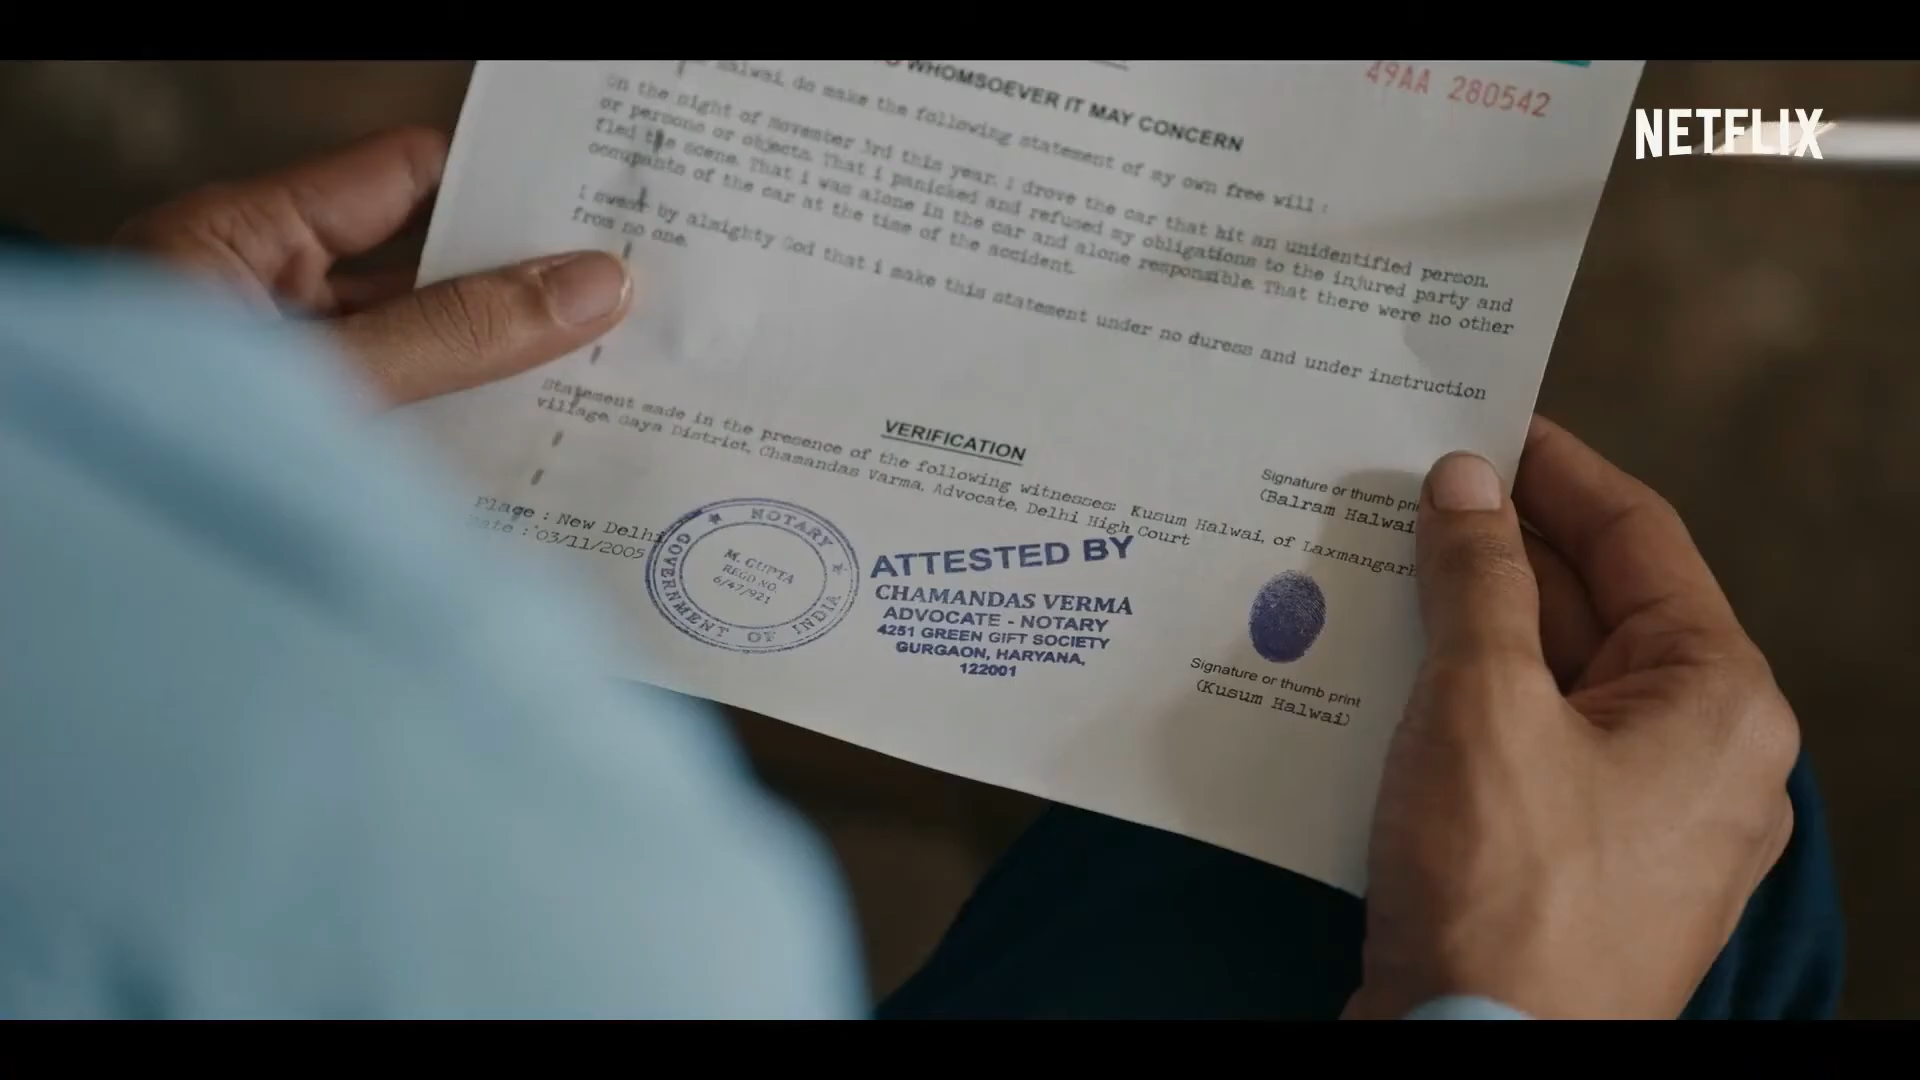 WHOMSOEVER IT MAY CONCERN
49AA 280542
NETFLIX
Halwai, do make the following statement of my own free will :
On the night of November 3rd this year, I drove the car that hit an unidentified person,
or persons or objects. That i panicked and refused my obligations to the injured party and
fled the scene. That i was alone in the car and alone responsible. That there were no other
occupants of the car at the time of the accident.
I swear by almighty God that i make this statement under no duress and under instruction
from no one.
VERIFICATION
Statement made in the presence of the following witnesses: Kusum Halwai, of Laxmangarh
village, Gaya District, Chamandas Varma, Advocate, Delhi High Court
Signature or thumb
(Balram Halwai
Place : New Delhi
Date : 03/11/2005
NOTARY
GOVERNMENT OF INDIA
M. GUPTA
REGD NO.
6/47/921
ATTESTED BY
CHAMANDAS VERMA
ADVOCATE - NOTARY
4251 GREEN GIFT SOCIETY
GURGAON, HARYANA,
122001
Signature or thumb print
(Kusum Halwai)